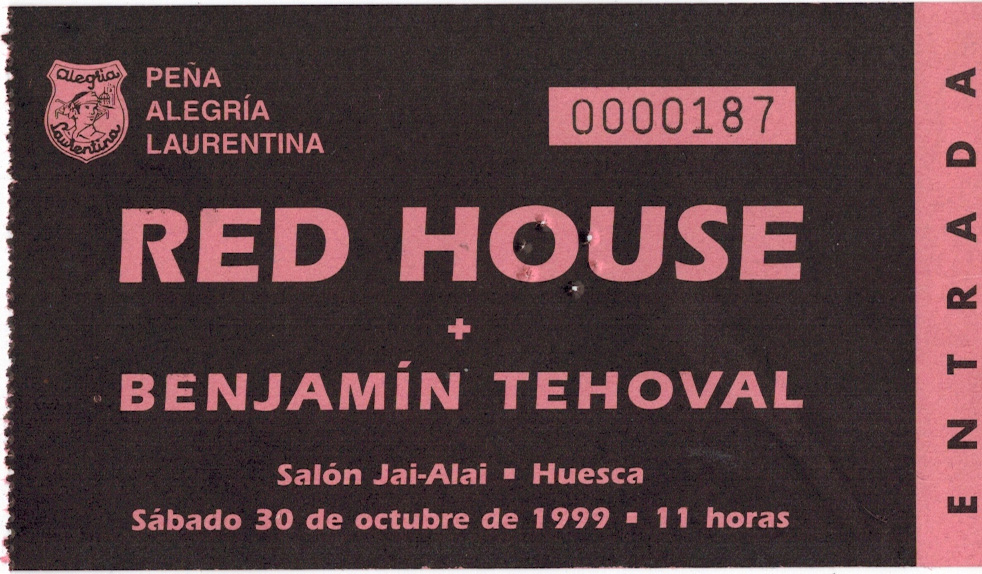 Alegria
Laurentina
PEÑA
ALEGRÍA
LAURENTINA
0000187
RED HOUSE
+
BENJAMÍN TEHOVAL
Salón Jai-Alai ▪ Huesca
Sábado 30 de octubre de 1999 ▪ 11 horas
ENTRADA